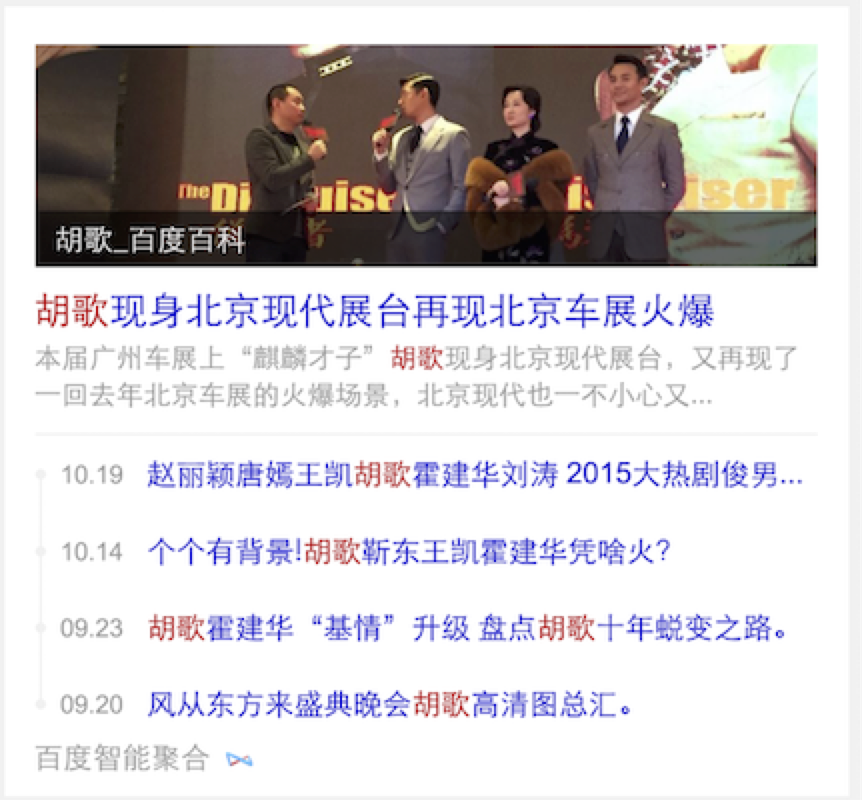 The Disguiser
胡歌_百度百科
胡歌现身北京现代展台再现北京车展火爆
本届广州车展上“麒麟才子”胡歌现身北京现代展台，又再现了
一回去年北京车展的火爆场景，北京现代也一不小心又...
10.19 赵丽颖唐嫣王凯胡歌霍建华刘涛 2015大热剧俊男...
10.14 个个有背景!胡歌靳东王凯霍建华凭啥火?
09.23 胡歌霍建华“基情”升级 盘点胡歌十年蜕变之路。
09.20 风从东方来盛典晚会胡歌高清图总汇。
百度智能聚合